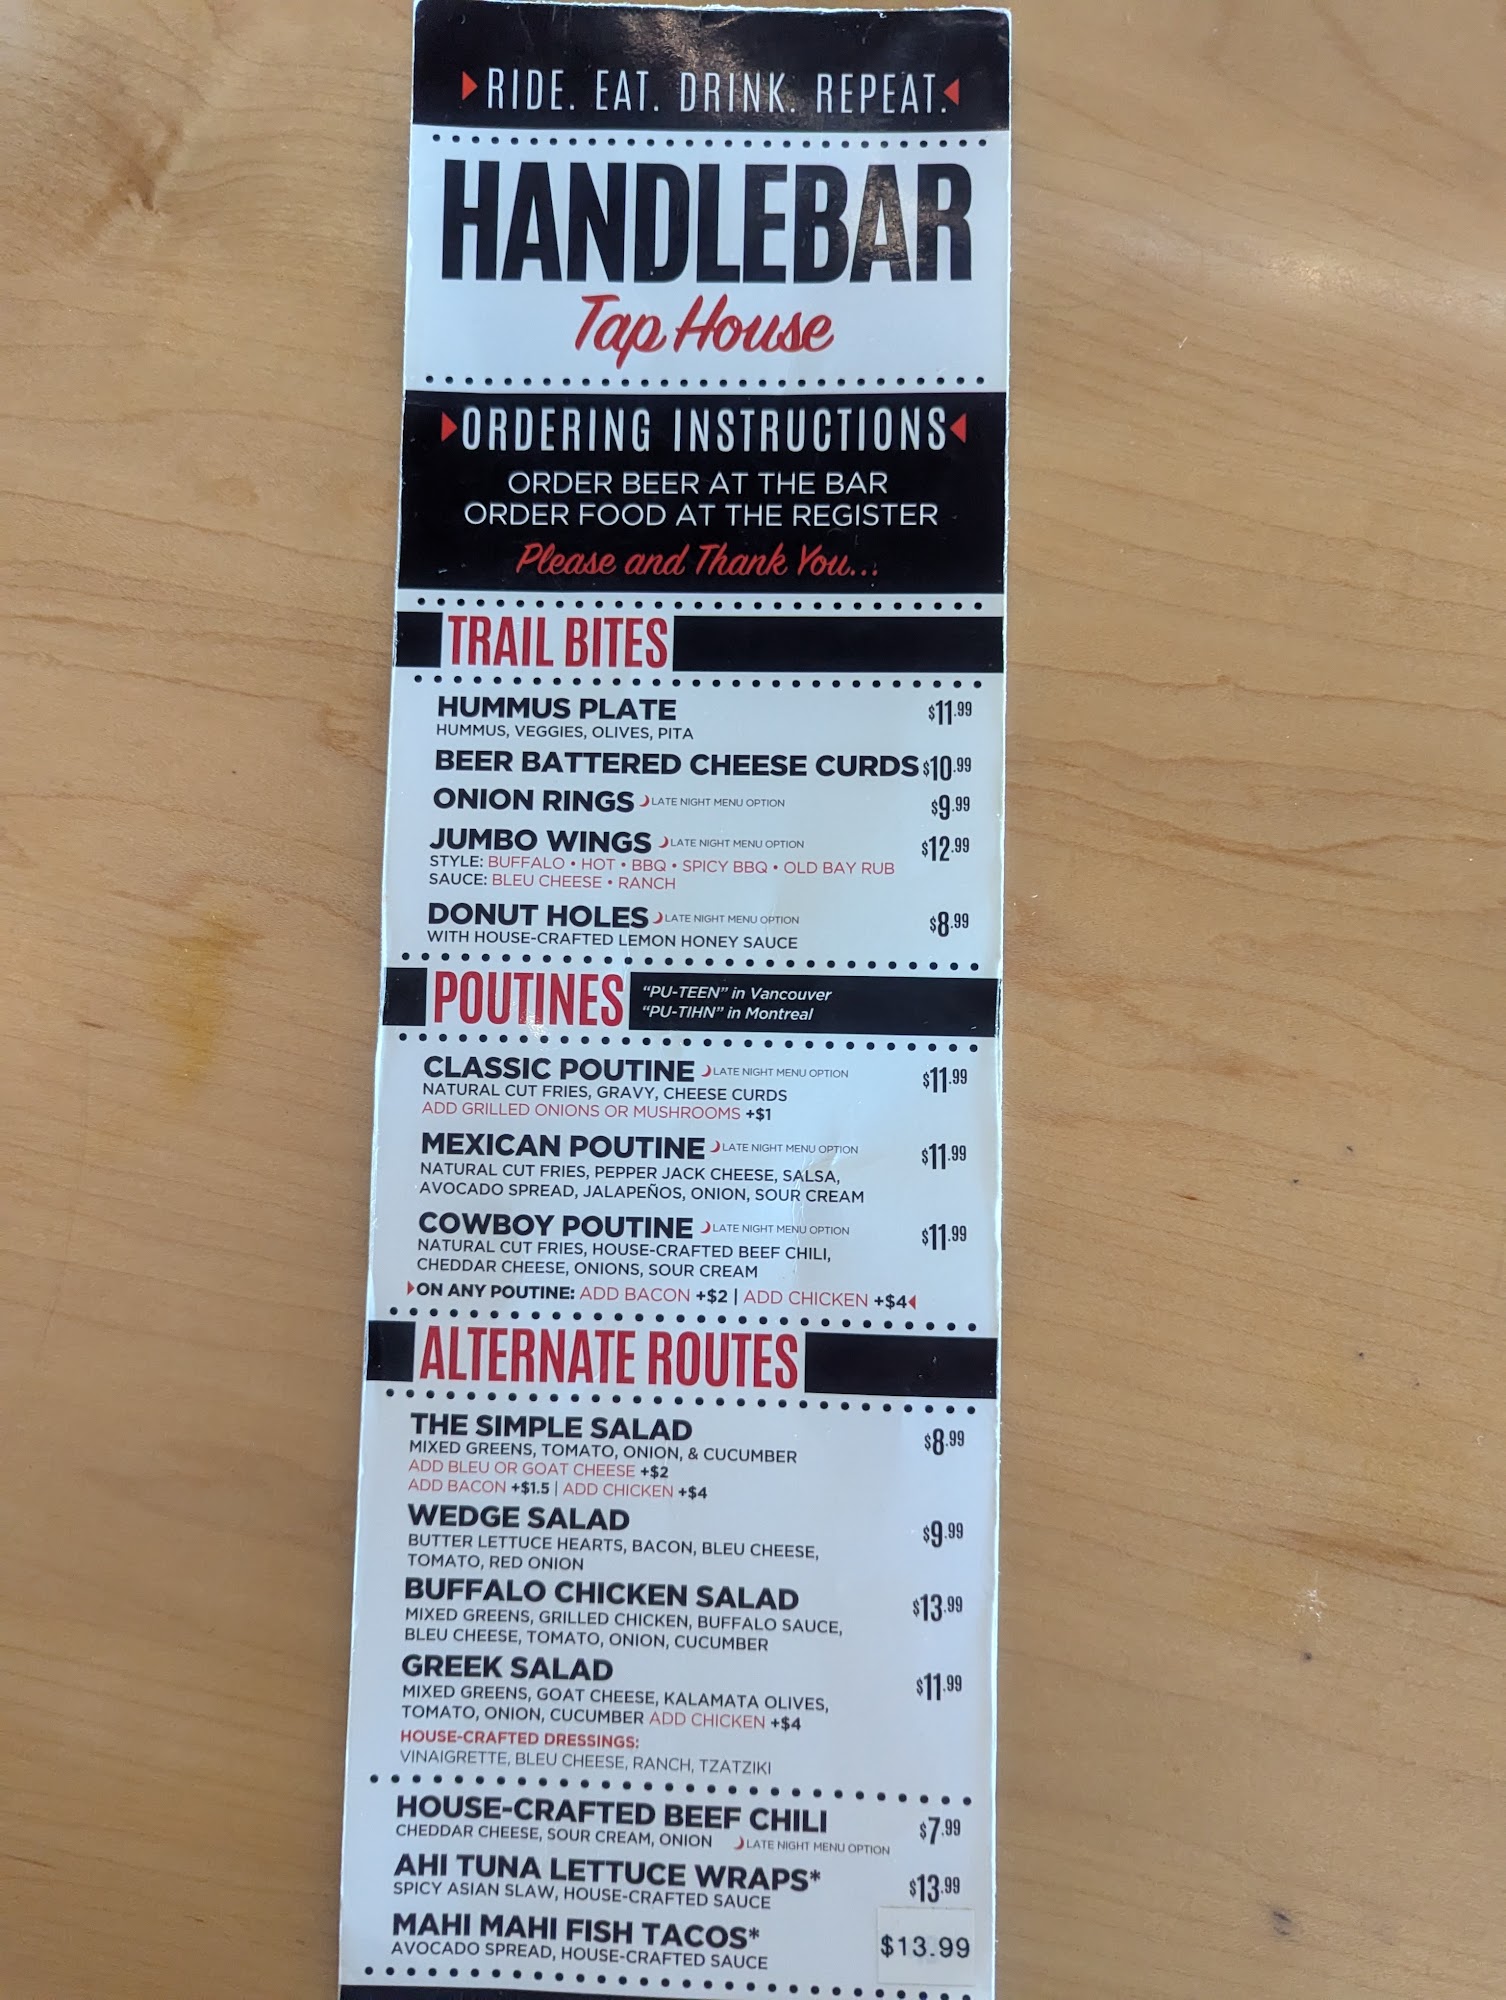 RIDE. EAT. DRINK. REPEAT.
HANDLEBAR
Tap House
ORDERING INSTRUCTIONS
ORDER BEER AT THE BAR
ORDER FOOD AT THE REGISTER
Please and Thank You...
TRAIL BITES
HUMMUS PLATE $11.99
HUMMUS, VEGGIES, OLIVES, PITA
BEER BATTERED CHEESE CURDS $10.99
ONION RINGS LATE NIGHT MENU OPTION $9.99
JUMBO WINGS LATE NIGHT MENU OPTION $12.99
STYLE: BUFFALO • HOT • BBQ • SPICY BBQ • OLD BAY RUB
SAUCE: BLEU CHEESE • RANCH
DONUT HOLES LATE NIGHT MENU OPTION $8.99
WITH HOUSE-CRAFTED LEMON HONEY SAUCE
POUTINES
"PU-TEEN" in Vancouver
"PU-TIHN" in Montreal
CLASSIC POUTINE LATE NIGHT MENU OPTION $11.99
NATURAL CUT FRIES, GRAVY, CHEESE CURDS
ADD GRILLED ONIONS OR MUSHROOMS +$1
MEXICAN POUTINE LATE NIGHT MENU OPTION $11.99
NATURAL CUT FRIES, PEPPER JACK CHEESE, SALSA,
AVOCADO SPREAD, JALAPEÑOS, ONION, SOUR CREAM
COWBOY POUTINE LATE NIGHT MENU OPTION $11.99
NATURAL CUT FRIES, HOUSE-CRAFTED BEEF CHILI,
CHEDDAR CHEESE, ONIONS, SOUR CREAM
ON ANY POUTINE: ADD BACON +$2 | ADD CHICKEN +$4
ALTERNATE ROUTES
THE SIMPLE SALAD $8.99
MIXED GREENS, TOMATO, ONION, & CUCUMBER
ADD BLEU OR GOAT CHEESE +$2
ADD BACON +$1.5 | ADD CHICKEN +$4
WEDGE SALAD $9.99
BUTTER LETTUCE HEARTS, BACON, BLEU CHEESE,
TOMATO, RED ONION
BUFFALO CHICKEN SALAD $13.99
MIXED GREENS, GRILLED CHICKEN, BUFFALO SAUCE,
BLEU CHEESE, TOMATO, ONION, CUCUMBER
GREEK SALAD $11.99
MIXED GREENS, GOAT CHEESE, KALAMATA OLIVES,
TOMATO, ONION, CUCUMBER ADD CHICKEN +$4
HOUSE-CRAFTED DRESSINGS:
VINAIGRETTE, BLEU CHEESE, RANCH, TZATZIKI
HOUSE-CRAFTED BEEF CHILI $7.99
CHEDDAR CHEESE, SOUR CREAM, ONION LATE NIGHT MENU OPTION
AHI TUNA LETTUCE WRAPS* $13.99
SPICY ASIAN SLAW, HOUSE-CRAFTED SAUCE
MAHI MAHI FISH TACOS* $13.99
AVOCADO SPREAD, HOUSE-CRAFTED SAUCE